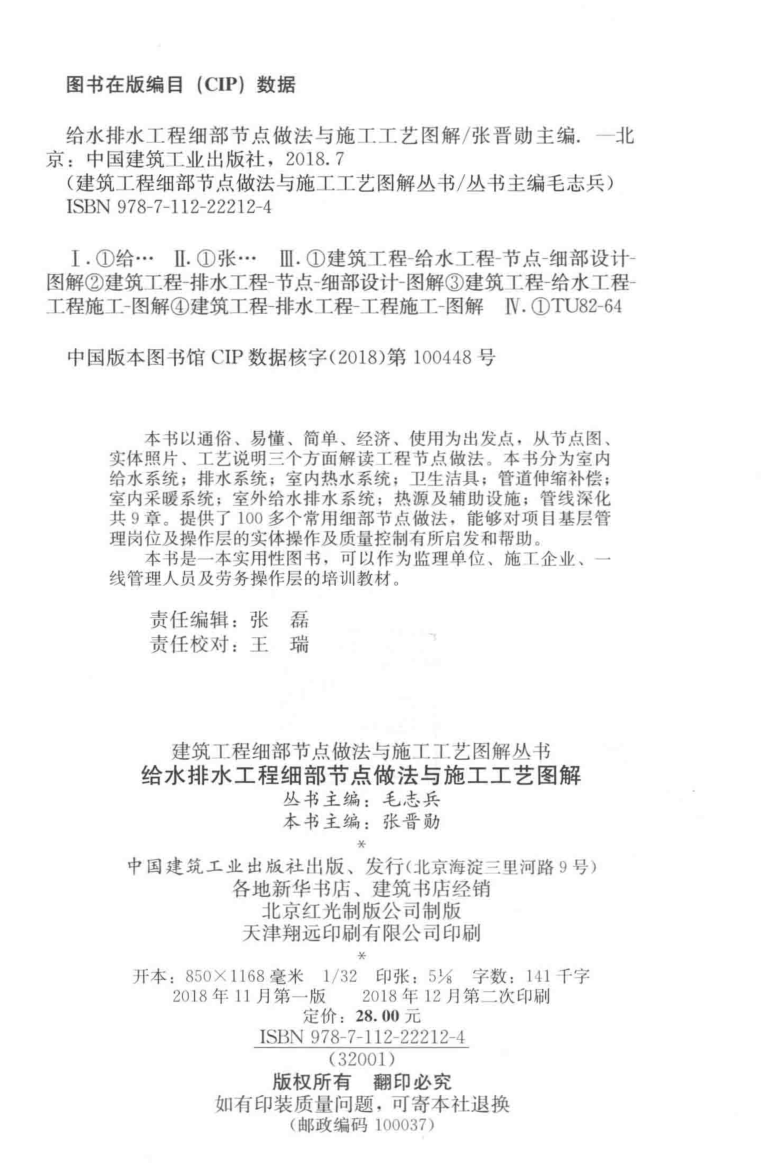 图书在版编目（CIP）数据
给水排水工程细部节点做法与施工工艺图解/张晋勋主编. —北
京：中国建筑工业出版社，2018.7
（建筑工程细部节点做法与施工工艺图解丛书/丛书主编毛志兵）
ISBN 978-7-112-22212-4
Ⅰ.①给… Ⅱ.①张… Ⅲ.①建筑工程-给水工程-节点-细部设计-
图解②建筑工程-排水工程-节点-细部设计-图解③建筑工程-给水工程-
工程施工-图解④建筑工程-排水工程-工程施工-图解 Ⅳ.①TU82-64
中国版本图书馆 CIP 数据核字(2018)第 100448 号
本书以通俗、易懂、简单、经济、使用为出发点，从节点图、
实体照片、工艺说明三个方面解读工程节点做法。本书分为室内
给水系统；排水系统；室内热水系统；卫生洁具；管道伸缩补偿；
室内采暖系统；室外给水排水系统；热源及辅助设施；管线深化
共 9 章。提供了 100 多个常用细部节点做法，能够对项目基层管
理岗位及操作层的实体操作及质量控制有所启发和帮助。
本书是一本实用性图书，可以作为监理单位、施工企业、一
线管理人员及劳务操作层的培训教材。
责任编辑：张 磊
责任校对：王 瑞
建筑工程细部节点做法与施工工艺图解丛书
给水排水工程细部节点做法与施工工艺图解
丛书主编：毛志兵
本书主编：张晋勋
*
中国建筑工业出版社出版、发行(北京海淀三里河路 9 号)
各地新华书店、建筑书店经销
北京红光制版公司制版
天津翔远印刷有限公司印刷
*
开本：850×1168 毫米 1/32 印张：5⅛ 字数：141 千字
2018 年 11 月第一版 2018 年 12 月第二次印刷
定价：28.00 元
ISBN 978-7-112-22212-4
(32001)
版权所有 翻印必究
如有印装质量问题，可寄本社退换
(邮政编码 100037)